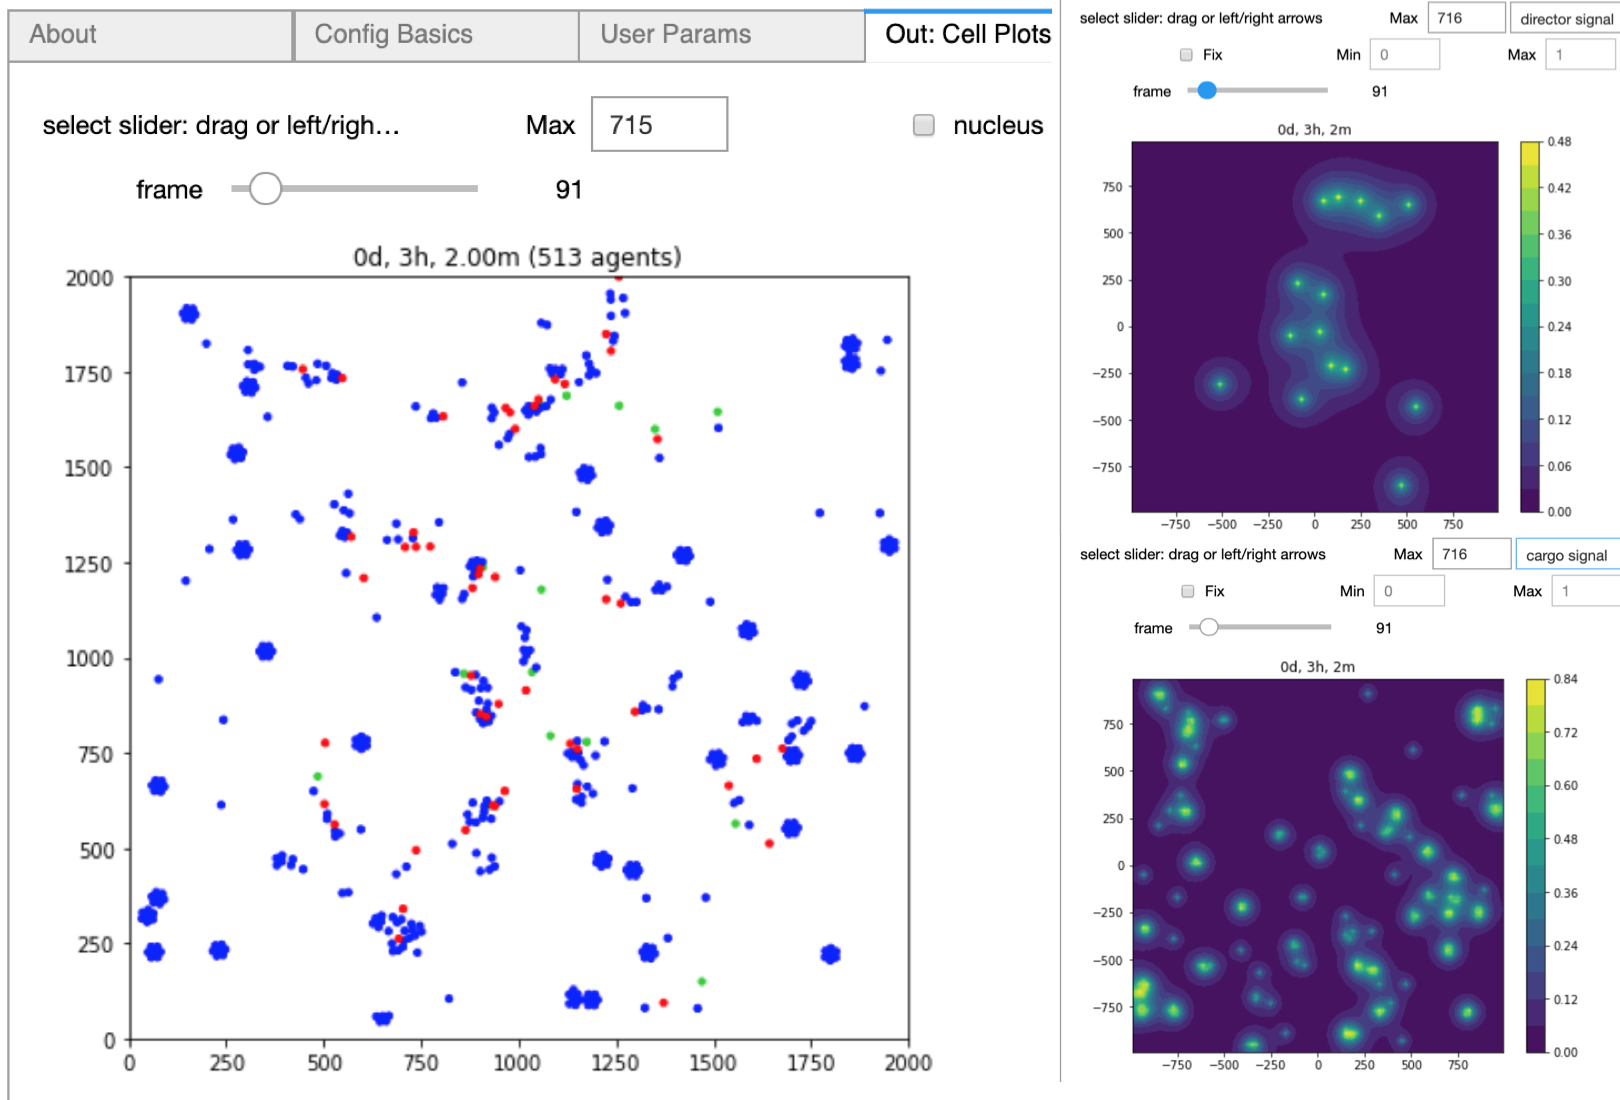 About Config Basics User Params Out: Cell Plots
select slider: drag or left/righ... Max 715 nucleus
frame 91
0d, 3h, 2.00m (513 agents)
2000
1750
1500
1250
1000
750
500
250
0
0 250 500 750 1000 1250 1500 1750 2000
select slider: drag or left/right arrows Max 716 director signal
Fix Min 0 Max 1
frame 91
0d, 3h, 2m
750
500
250
0
−250
−500
−750
−750 −500 −250 0 250 500 750
0.48
0.42
0.36
0.30
0.24
0.18
0.12
0.06
0.00
select slider: drag or left/right arrows Max 716 cargo signal
Fix Min 0 Max 1
frame 91
0d, 3h, 2m
750
500
250
0
−250
−500
−750
−750 −500 −250 0 250 500 750
0.84
0.72
0.60
0.48
0.36
0.24
0.12
0.00